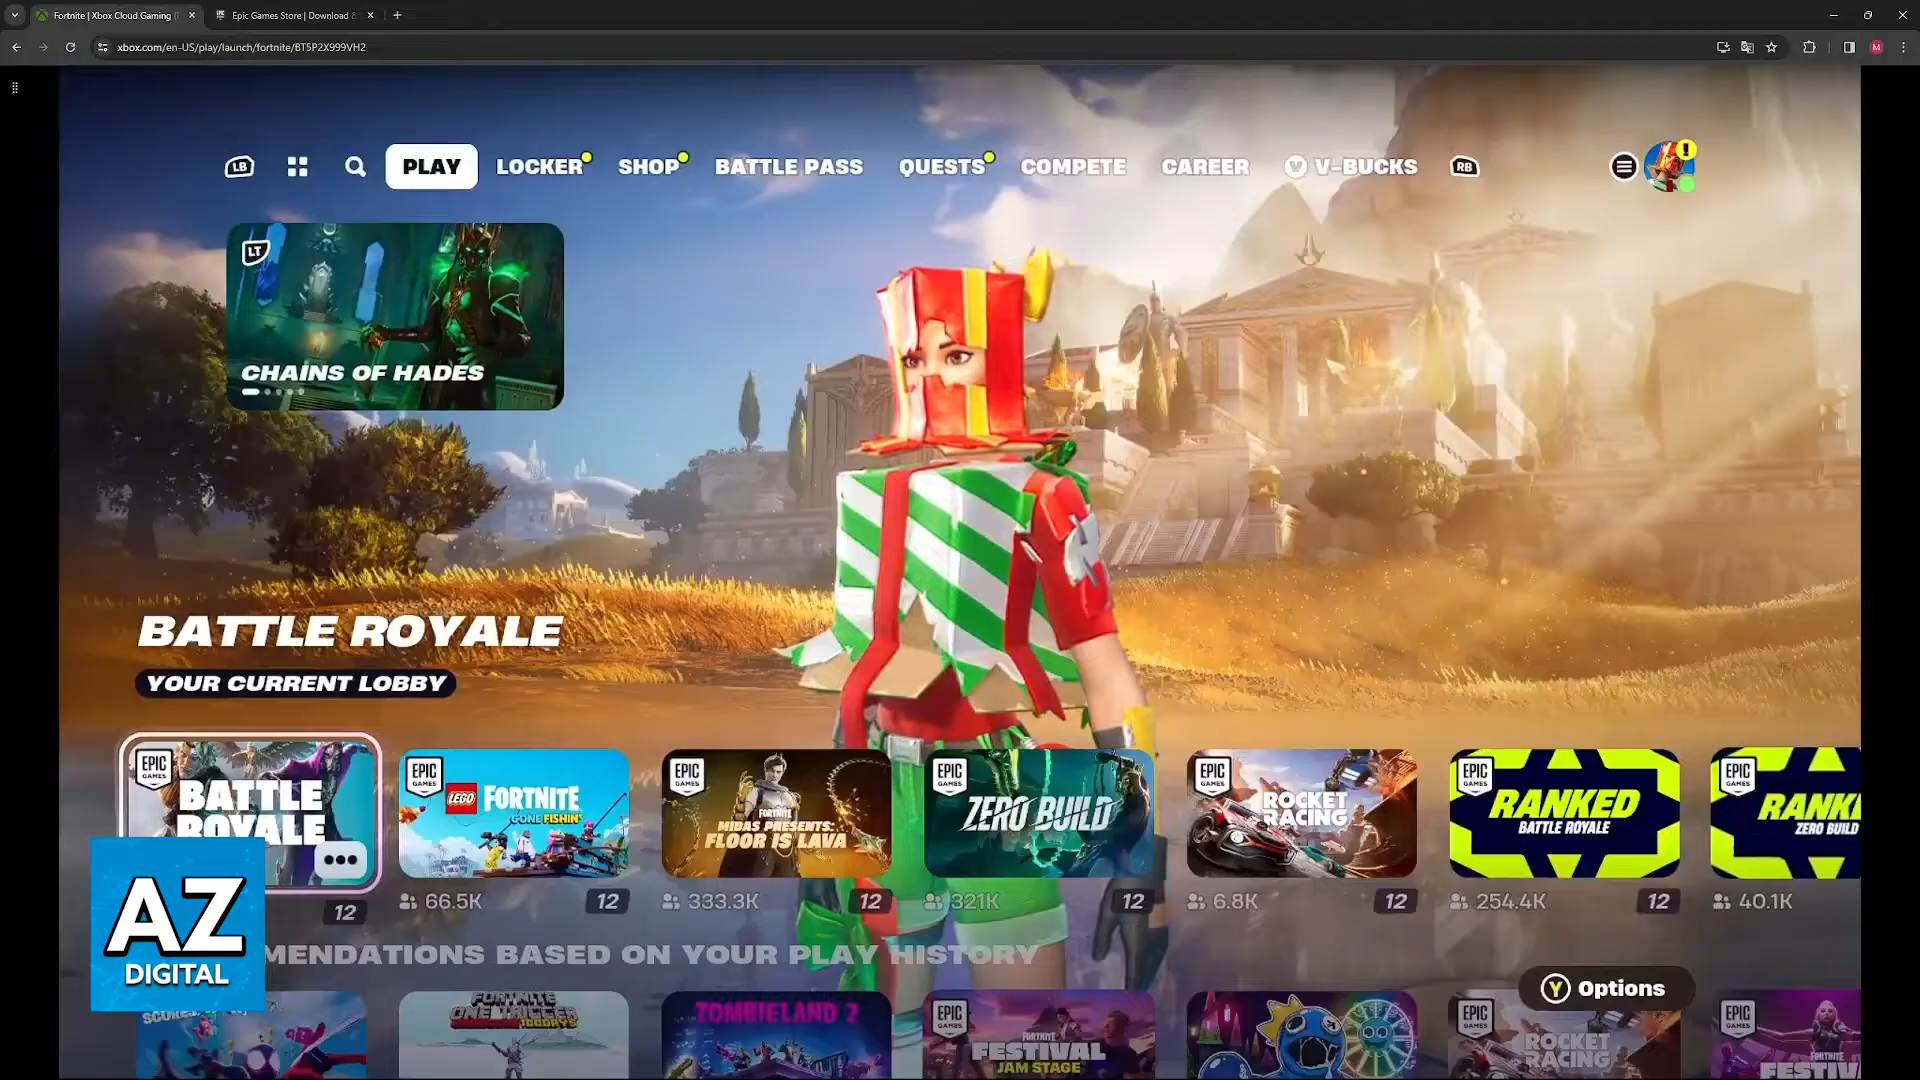 Fortnite | Xbox Cloud Gaming (
Epic Games Store | Download &
xbox.com/en-US/play/launch/fortnite/BT5P2X999VH2
M
LB
PLAY
LOCKER
SHOP
BATTLE PASS
QUESTS
COMPETE
CAREER
V-BUCKS
RB
LT
CHAINS OF HADES
BATTLE ROYALE
YOUR CURRENT LOBBY
EPIC GAMES
BATTLE ROYALE
12
EPIC GAMES
LEGO FORTNITE
GONE FISHIN'
66.5K
12
EPIC GAMES
FORTNITE
MIDAS PRESENTS:
FLOOR IS LAVA
333.3K
12
EPIC GAMES
ZERO BUILD
321K
12
EPIC GAMES
ROCKET RACING
6.8K
12
EPIC GAMES
RANKED
BATTLE ROYALE
254.4K
12
EPIC GAMES
ZERO BUILD
40.1K
AZ
DIGITAL
MENDATIONS BASED ON YOUR PLAY HISTORY
Y Options
FORTNITE
ONE TRIGGER
ZOMBIELAND 2
EPIC GAMES
FORTNITE
FESTIVAL
JAM STAGE
EPIC GAMES
ROCKET RACING
EPIC GAMES
FORTNITE